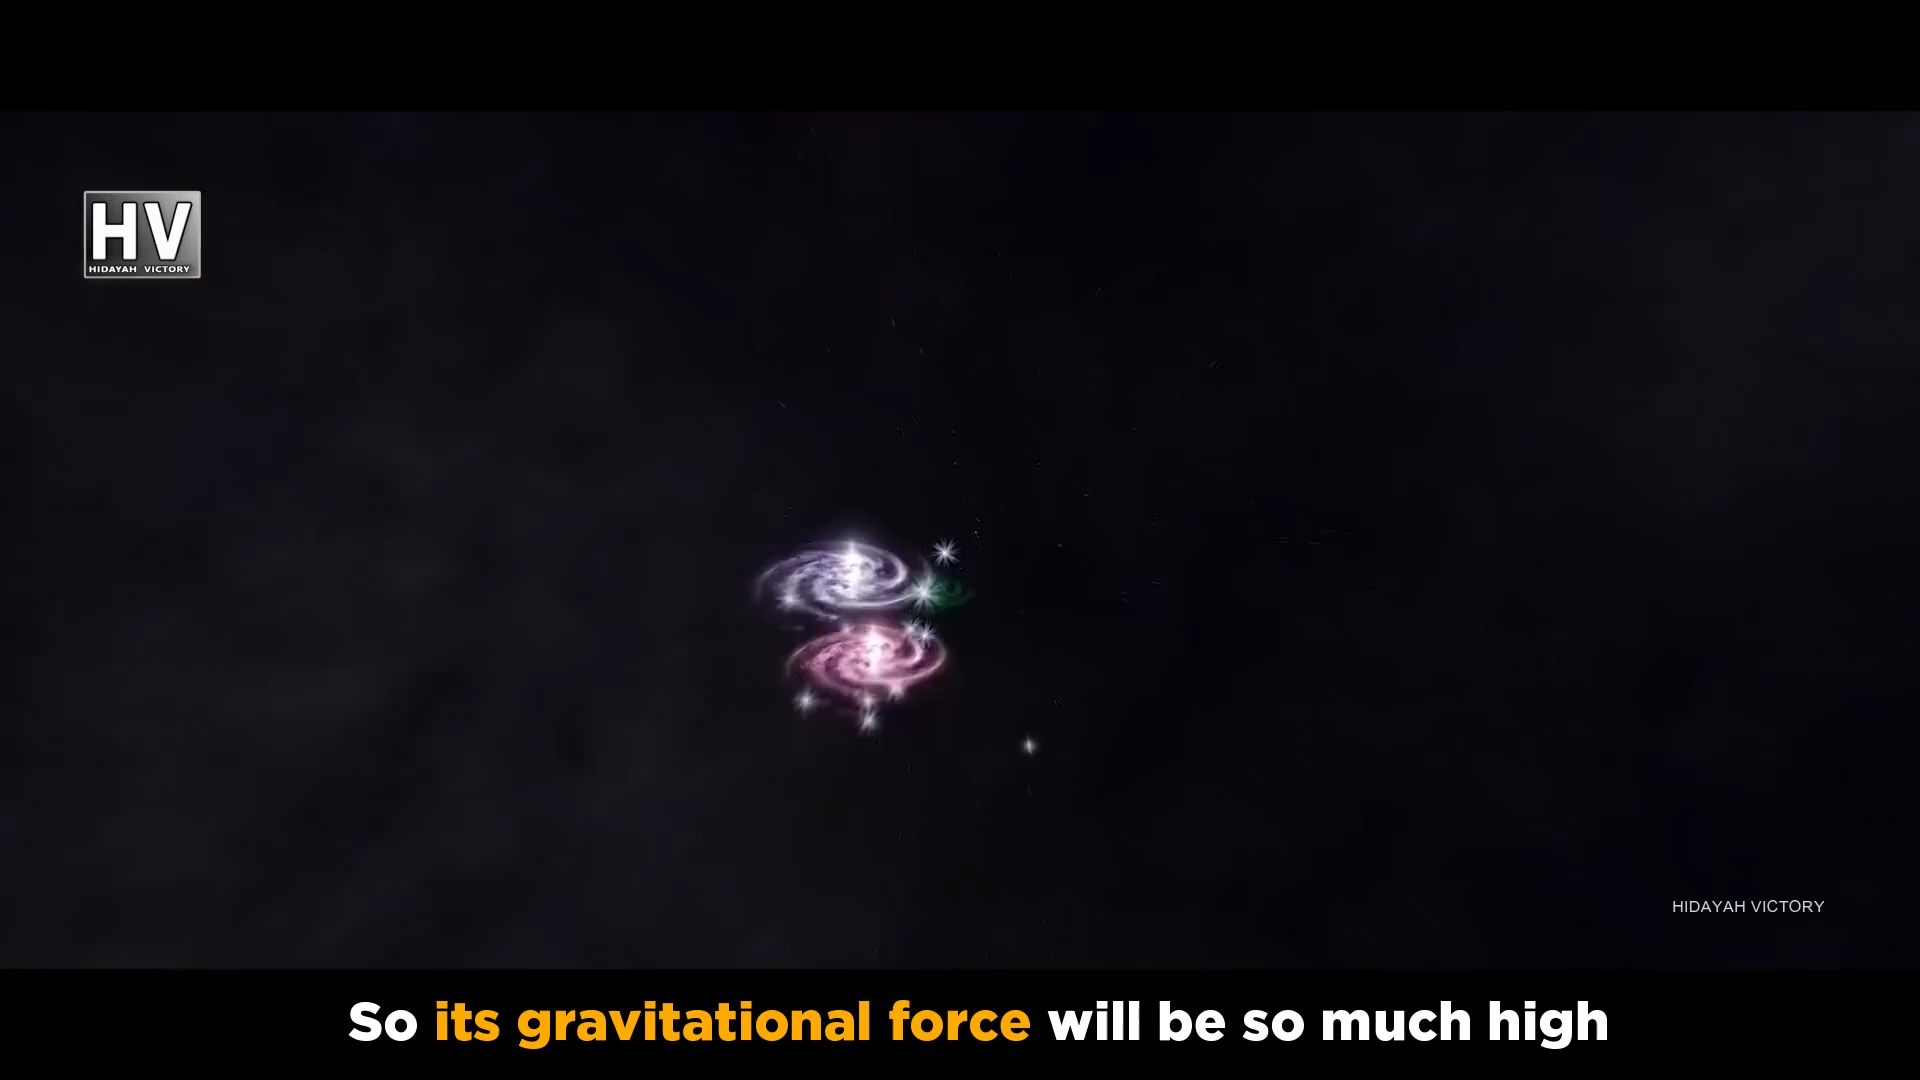 HV
HIDAYAH VICTORY
HIDAYAH VICTORY
So its gravitational force will be so much high